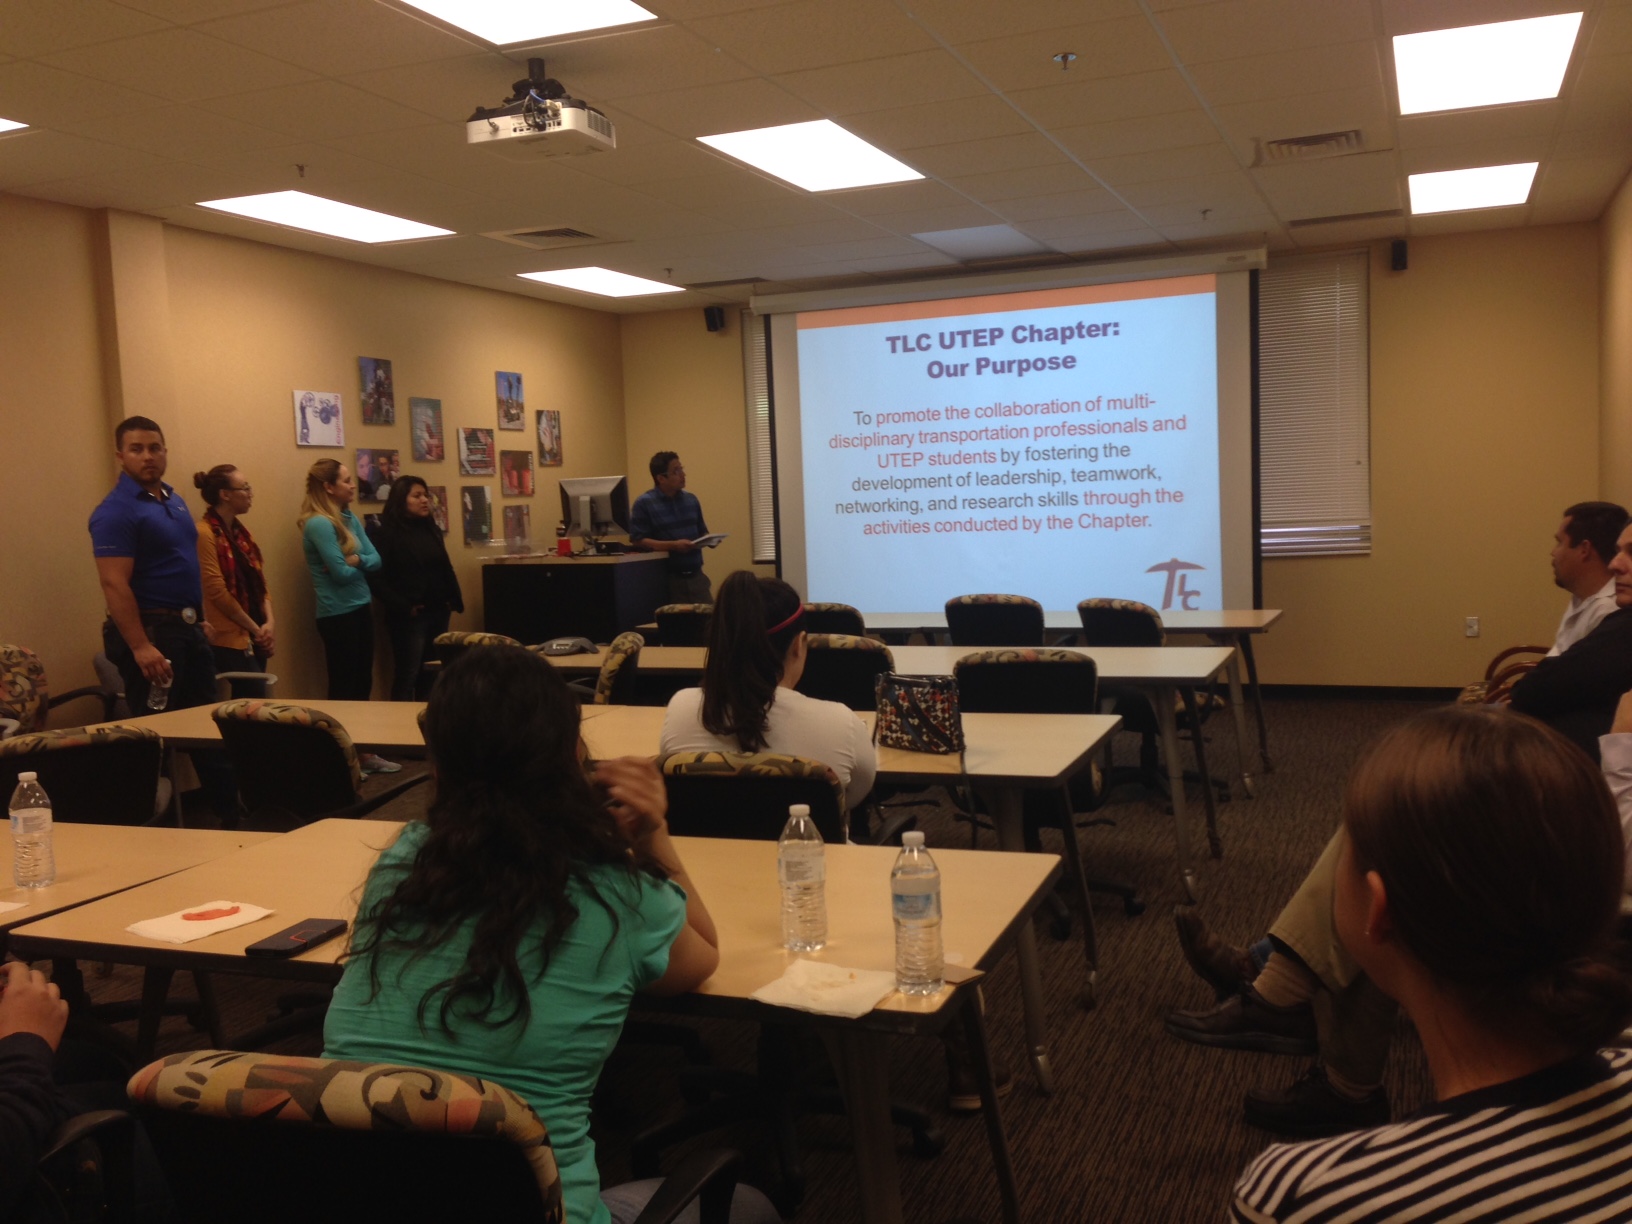 TLC UTEP Chapter:
Our Purpose
To promote the collaboration of multi-
disciplinary transportation professionals and
UTEP students by fostering the
development of leadership, teamwork,
networking, and research skills through the
activities conducted by the Chapter.
TLC